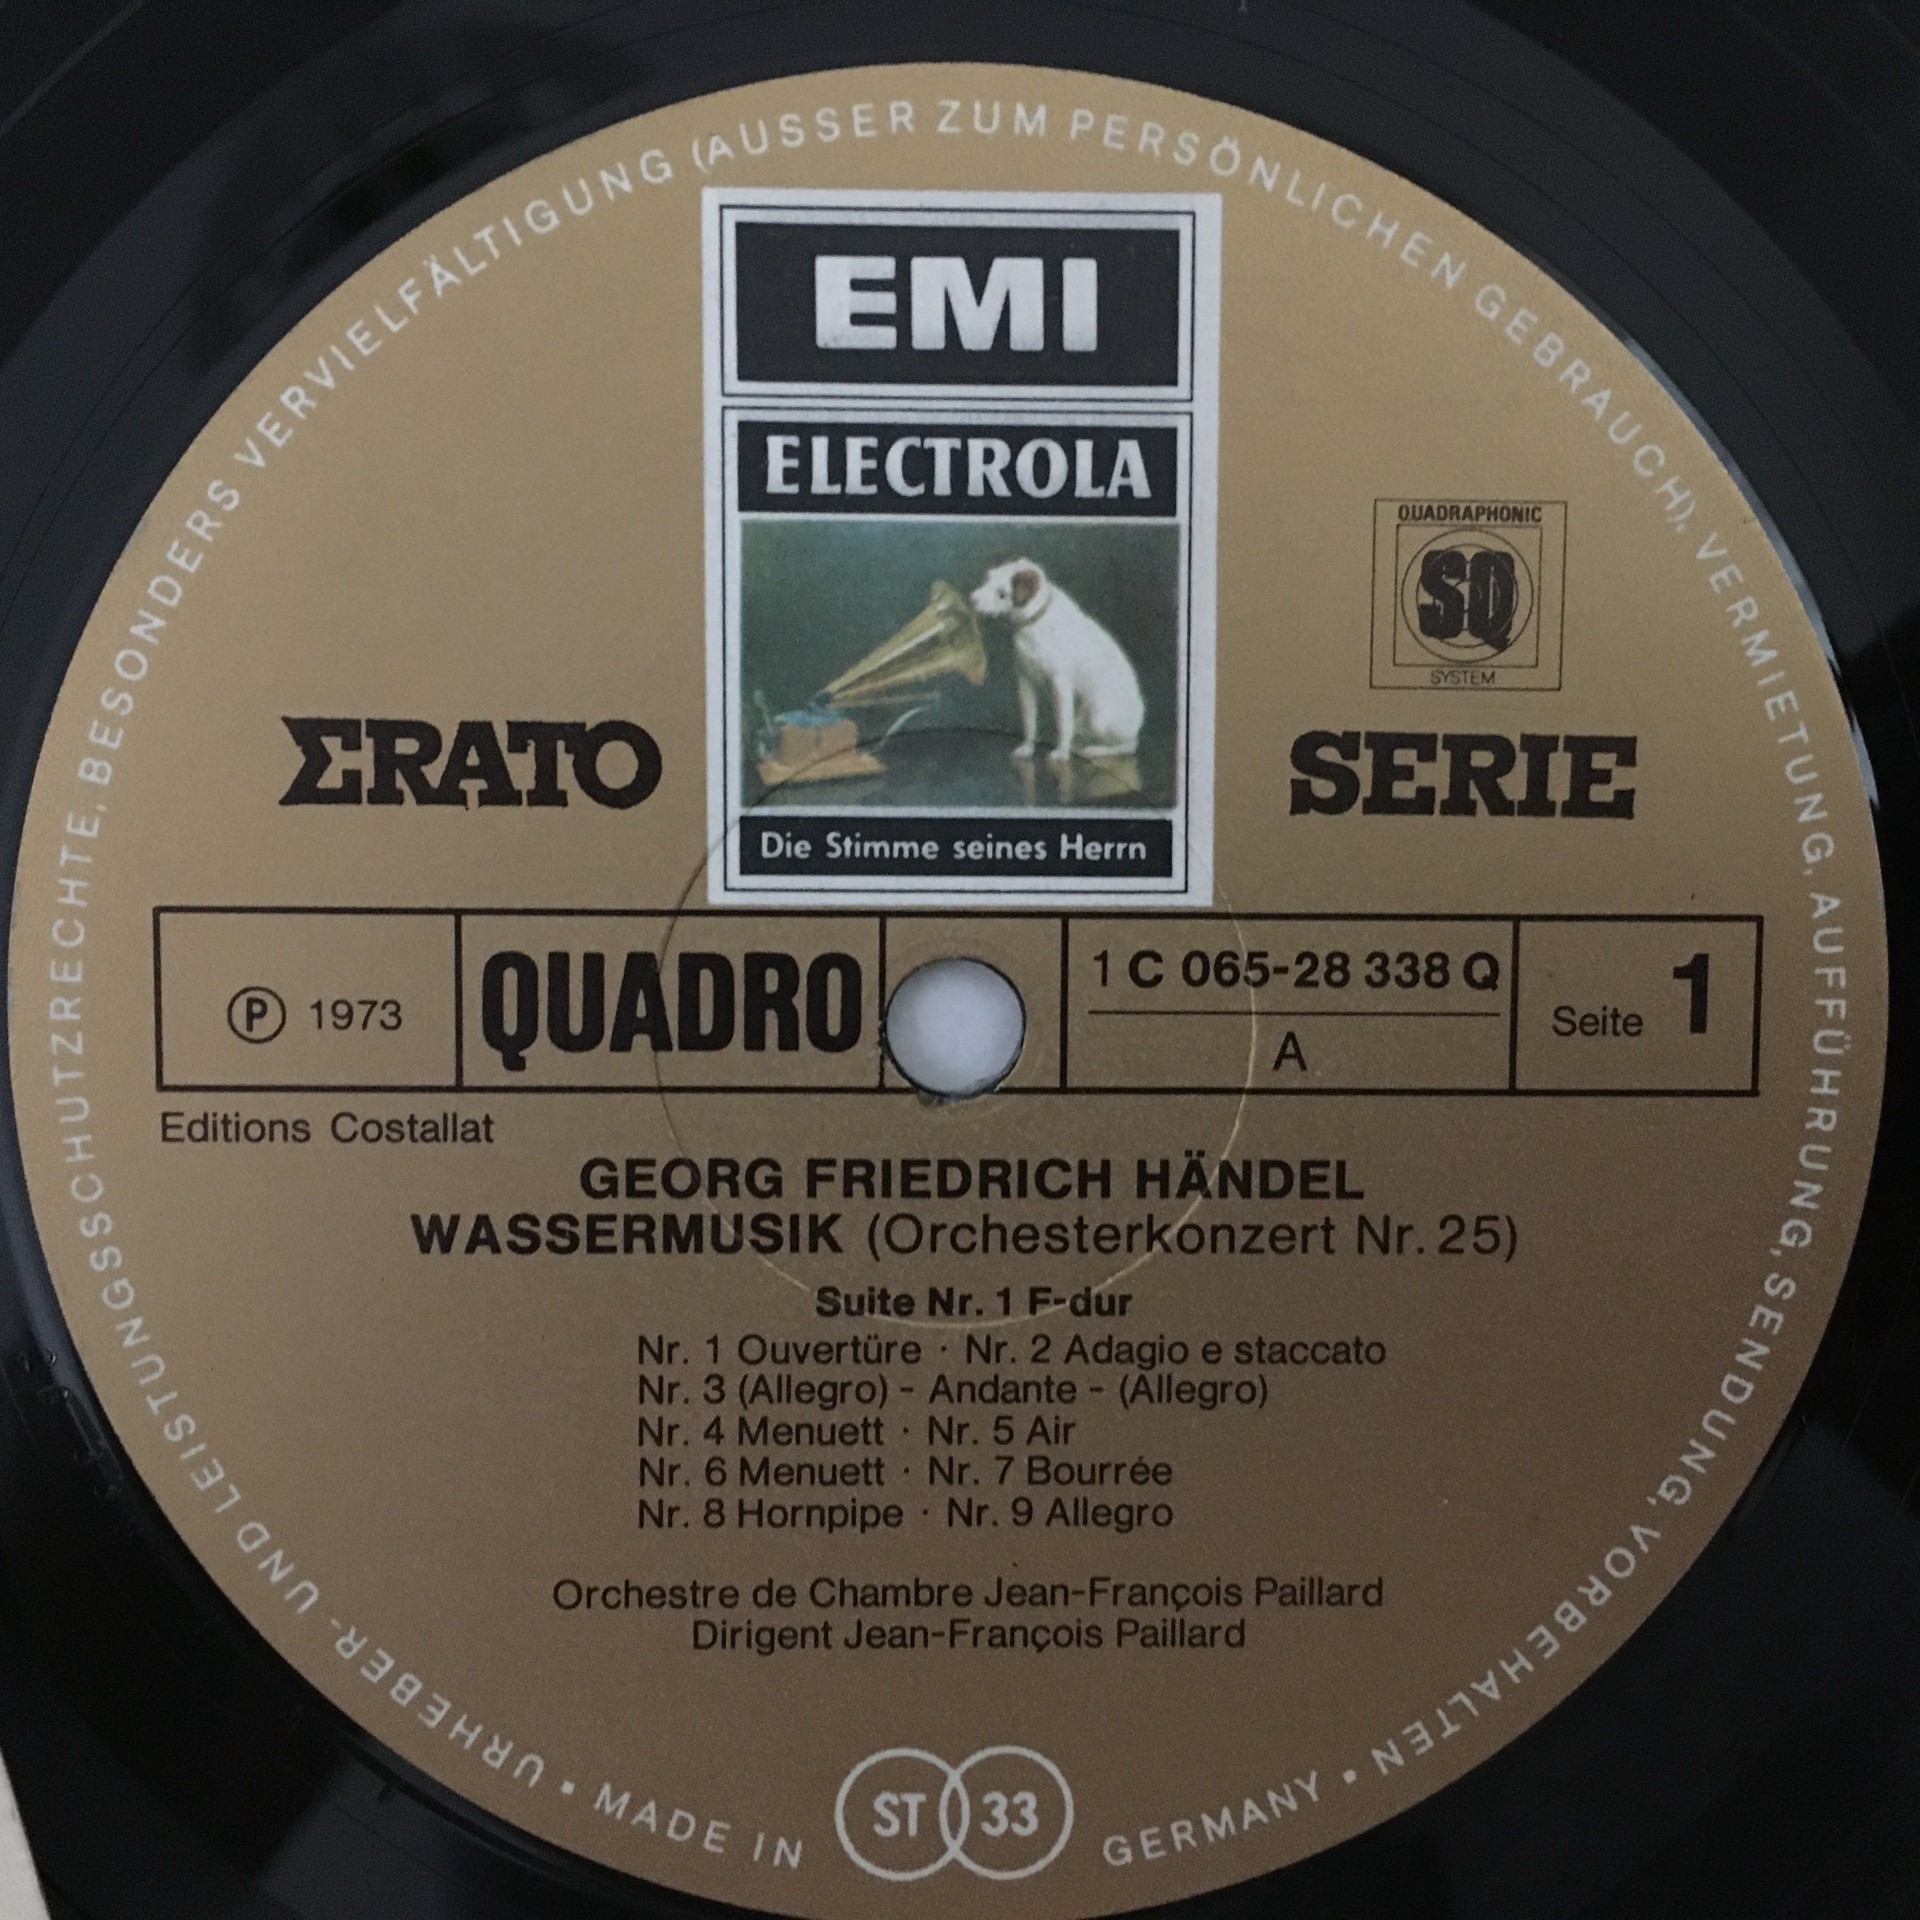 URHEBER- UND LEISTUNGSSCHUTZRECHTE, BESONDERS VERVIELFÄLTIGUNG (AUSSER ZUM PERSÖNLICHEN GEBRAUCH), VERMIETUNG, AUFFÜHRUNG, SENDUNG, VORBEHALTEN •
EMI
ELECTROLA
Die Stimme seines Herrn
QUADRAPHONIC
SQ
SYSTEM
ΣRATO
SERIE
Ⓟ 1973
QUADRO
1 C 065-28 338 Q
A
Seite 1
Editions Costallat
GEORG FRIEDRICH HÄNDEL
WASSERMUSIK (Orchesterkonzert Nr. 25)
Suite Nr. 1 F-dur
Nr. 1 Ouvertüre · Nr. 2 Adagio e staccato
Nr. 3 (Allegro) - Andante - (Allegro)
Nr. 4 Menuett · Nr. 5 Air
Nr. 6 Menuett · Nr. 7 Bourrée
Nr. 8 Hornpipe · Nr. 9 Allegro
Orchestre de Chambre Jean-François Paillard
Dirigent Jean-François Paillard
ST 33
• MADE IN GERMANY